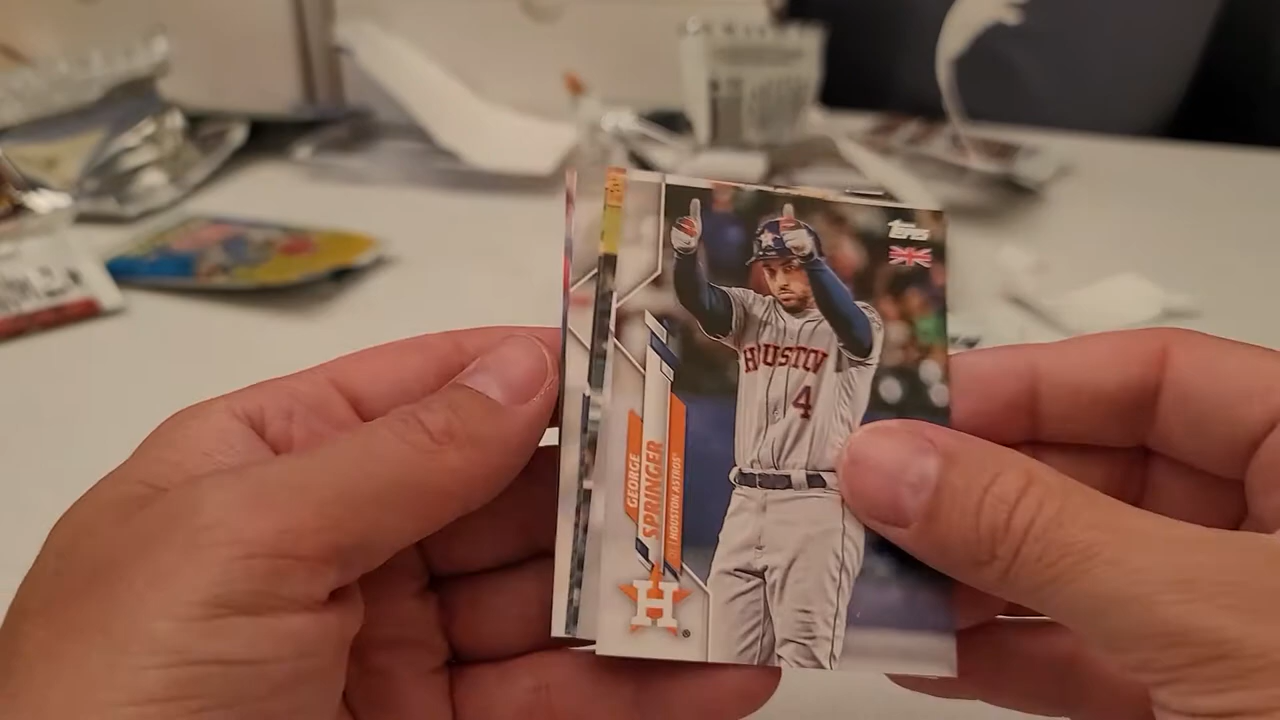 Topps
HOUSTON
4
GEORGE
SPRINGER
HOUSTON ASTROS®
H
®